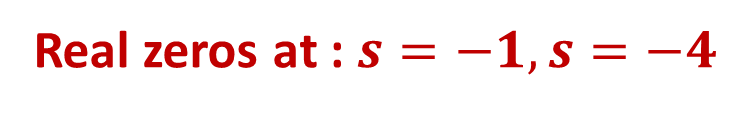 Real zeros at : s = −1, s = −4